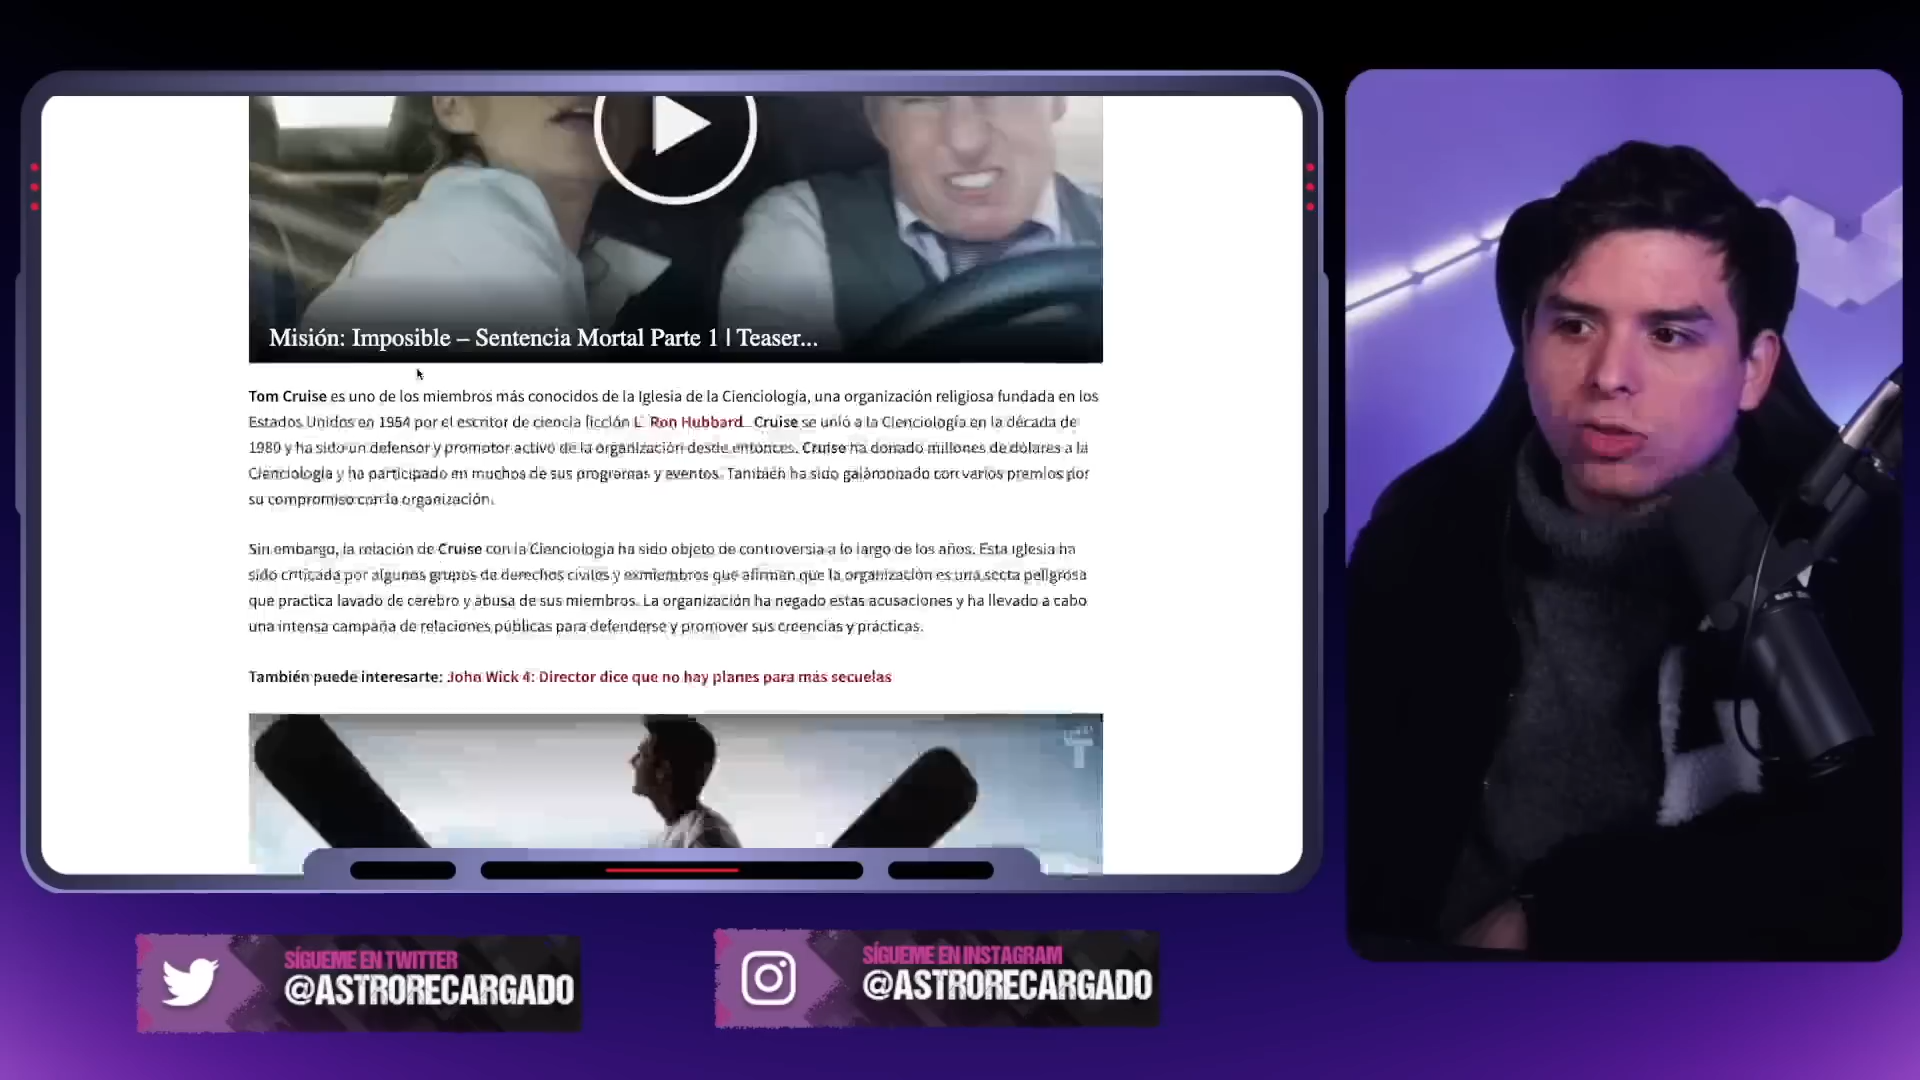 Misión: Imposible – Sentencia Mortal Parte 1 | Teaser...
Tom Cruise es uno de los miembros más conocidos de la Iglesia de la Cienciología, una organización religiosa fundada en los
Estados Unidos en 1954 por el escritor de ciencia ficción L. Ron Hubbard. Cruise se unió a la Cienciología en la década de
1980 y ha sido un defensor y promotor activo de la organización desde entonces. Cruise ha donado millones de dólares a la
Cienciología y ha participado en muchos de sus programas y eventos. También ha sido galardonado con varios premios por
su compromiso con la organización.
Sin embargo, la relación de Cruise con la Cienciología ha sido objeto de controversia a lo largo de los años. Esta iglesia ha
sido criticada por algunos grupos de derechos civiles y exmiembros que afirman que la organización es una secta peligrosa
que practica lavado de cerebro y abusa de sus miembros. La organización ha negado estas acusaciones y ha llevado a cabo
una intensa campaña de relaciones públicas para defenderse y promover sus creencias y prácticas.
También puede interesarte: John Wick 4: Director dice que no hay planes para más secuelas
SÍGUEME EN TWITTER
@ASTRORECARGADO
SÍGUEME EN INSTAGRAM
@ASTRORECARGADO